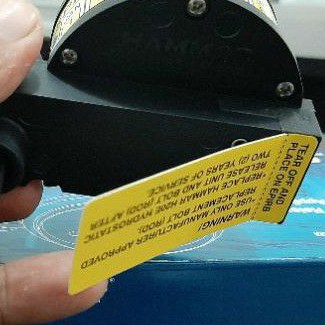 HAMMAR
TEAR OFF AND
PLACE ON EPIRB
WARNING!
-USE ONLY MANUFACTURER APPROVED
REPLACEMENT BOLT (ROD).
-REPLACE HAMMAR H20E HYDROSTATIC
RELEASE UNIT AND BOLT (ROD) AFTER
TWO (2) YEARS OF SERVICE.